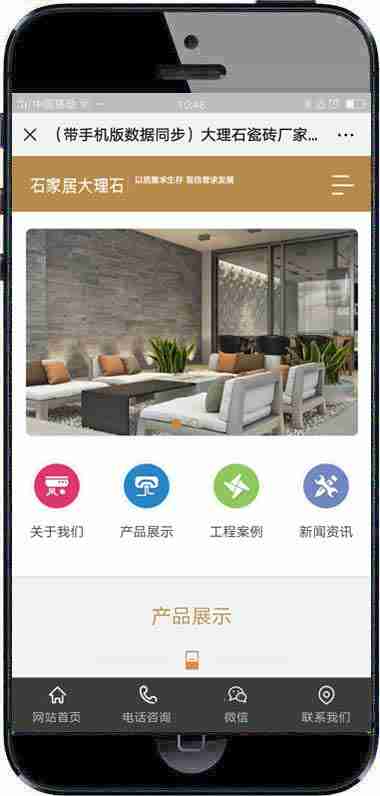 中国移动
10:46
（带手机版数据同步）大理石瓷砖厂家...
石家居大理石
以质量求生存 靠信誉求发展
关于我们
产品展示
工程案例
新闻资讯
产品展示
网站首页
电话咨询
微信
联系我们